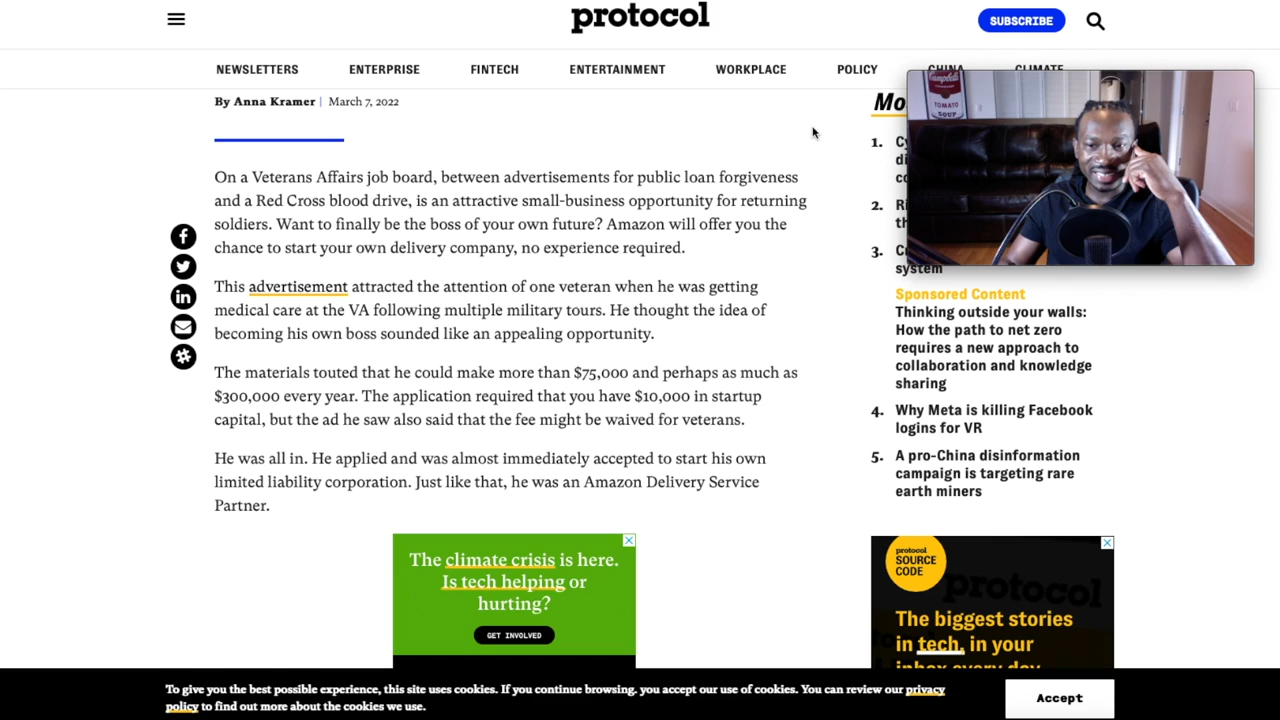 protocol
SUBSCRIBE
NEWSLETTERS ENTERPRISE FINTECH ENTERTAINMENT WORKPLACE POLICY CHINA CLIMATE
By Anna Kramer | March 7, 2022
On a Veterans Affairs job board, between advertisements for public loan forgiveness
and a Red Cross blood drive, is an attractive small-business opportunity for returning
soldiers. Want to finally be the boss of your own future? Amazon will offer you the
chance to start your own delivery company, no experience required.
This advertisement attracted the attention of one veteran when he was getting
medical care at the VA following multiple military tours. He thought the idea of
becoming his own boss sounded like an appealing opportunity.
The materials touted that he could make more than $75,000 and perhaps as much as
$300,000 every year. The application required that you have $10,000 in startup
capital, but the ad he saw also said that the fee might be waived for veterans.
He was all in. He applied and was almost immediately accepted to start his own
limited liability corporation. Just like that, he was an Amazon Delivery Service
Partner.
The climate crisis is here.
Is tech helping or
hurting?
GET INVOLVED
Campbell's
TOMATO
SOUP
1.
2.
3.
system
Sponsored Content
Thinking outside your walls:
How the path to net zero
requires a new approach to
collaboration and knowledge
sharing
4. Why Meta is killing Facebook
logins for VR
5. A pro-China disinformation
campaign is targeting rare
earth miners
protocol
SOURCE
CODE
protocol
The biggest stories
in tech, in your
inbox every day
To give you the best possible experience, this site uses cookies. If you continue browsing. you accept our use of cookies. You can review our privacy
policy to find out more about the cookies we use.
Accept